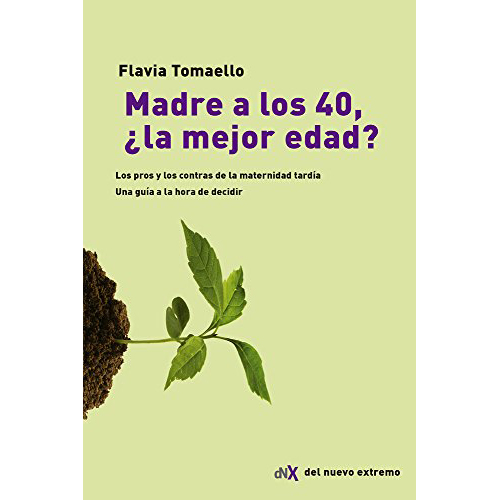 Flavia Tomaello
Madre a los 40,
¿la mejor edad?
Los pros y los contras de la maternidad tardía
Una guía a la hora de decidir
dNX del nuevo extremo